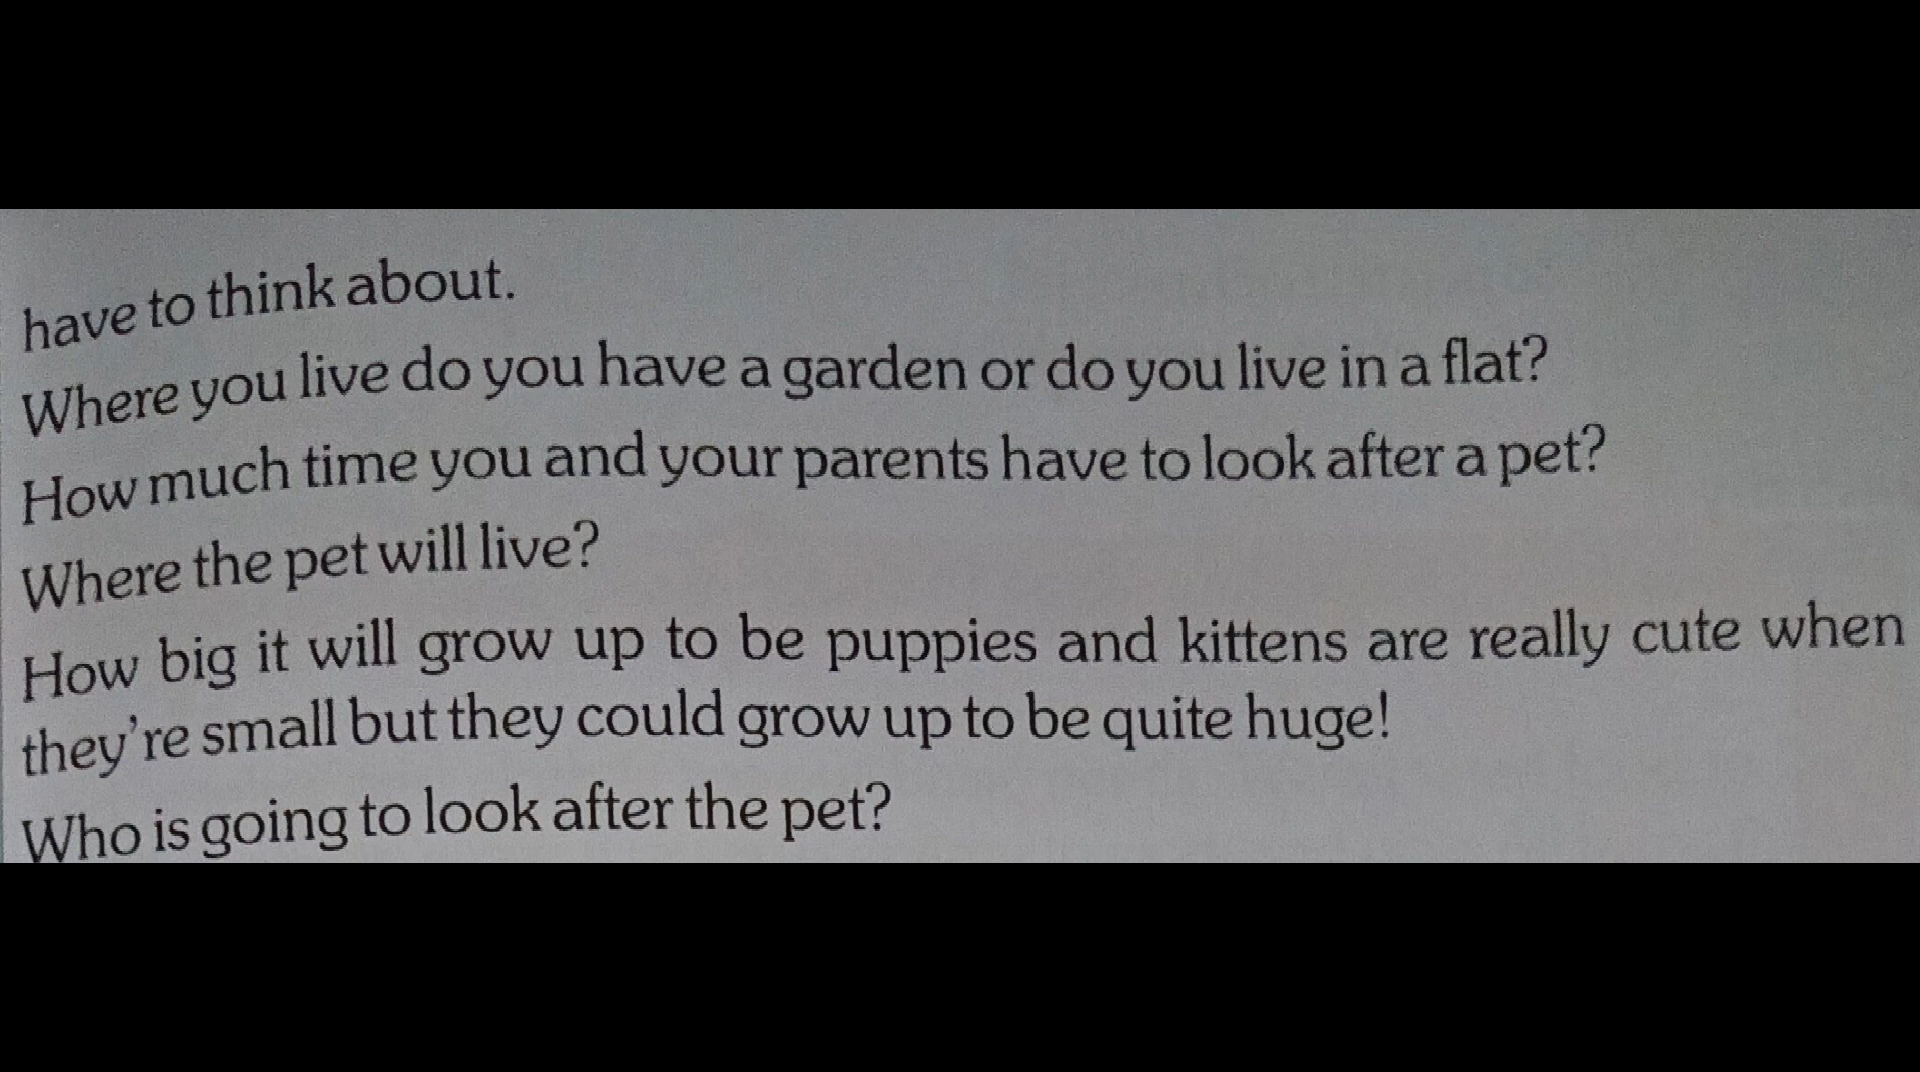 have to think about.
Where you live do you have a garden or do you live in a flat?
How much time you and your parents have to look after a pet?
Where the pet will live?
How big it will grow up to be puppies and kittens are really cute when
they're small but they could grow up to be quite huge!
Who is going to look after the pet?